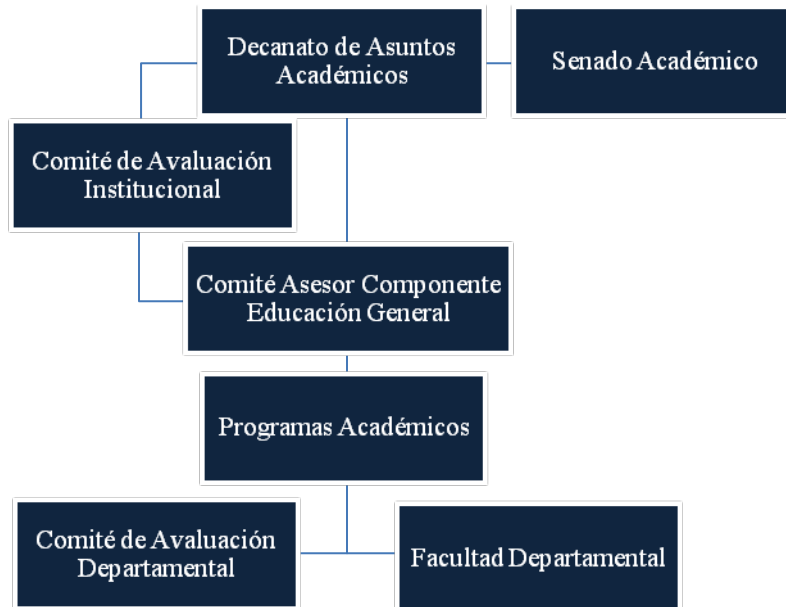 Decanato de Asuntos
Académicos
Senado Académico
Comité de Avaluación
Institucional
Comité Asesor Componente
Educación General
Programas Académicos
Comité de Avaluación
Departamental
Facultad Departamental